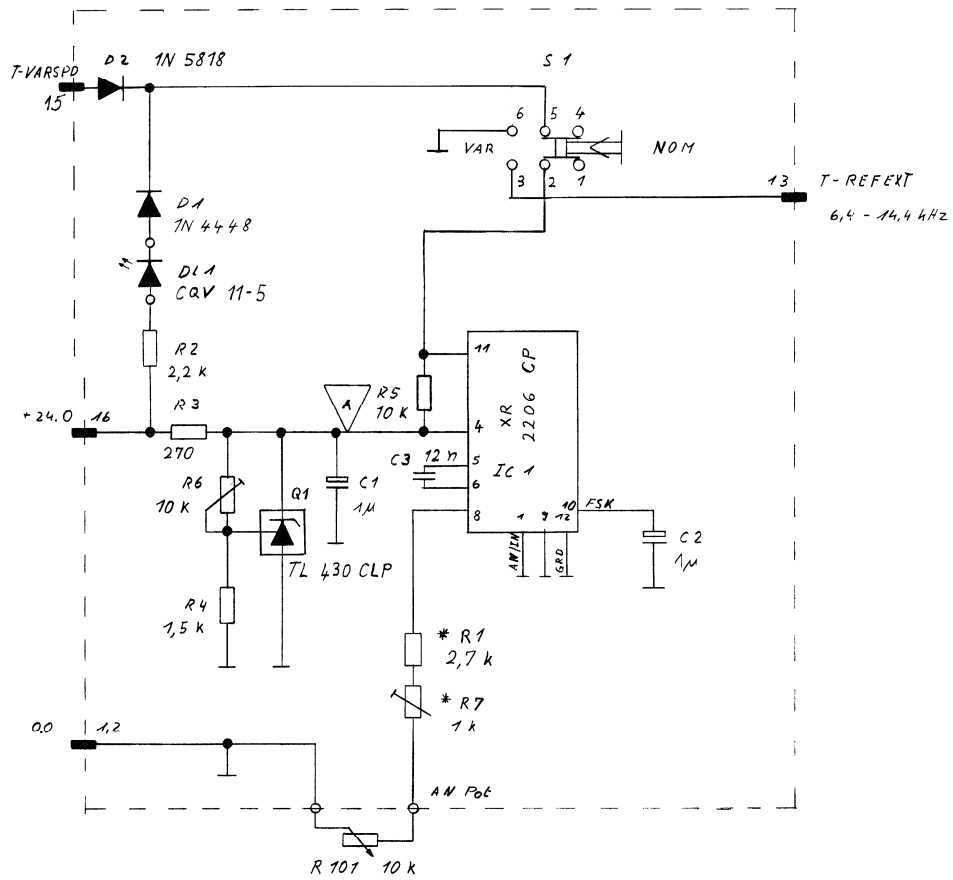 D2 1N 5818
S 1
T-VARSPD
15
6 5 4
VAR
NOM
3 2 1
13 T-REFEXT
6,4 - 14,4 kHz
D1
1N 4448
DL1
CQV 11-5
R2
2,2 K
11
XR
2206 CP
IC 1
R5
10 K
A
+24.0 16
R3
270
4
C3 12 n
5
6
8
1 9 12
10 FSK
AN/IN
GRD
C2
1µ
R6
10 K
Q1
C1
1µ
TL 430 CLP
R4
1,5 K
* R1
2,7 k
* R7
1 k
0.0 1,2
AN Pot
R 101 10 k